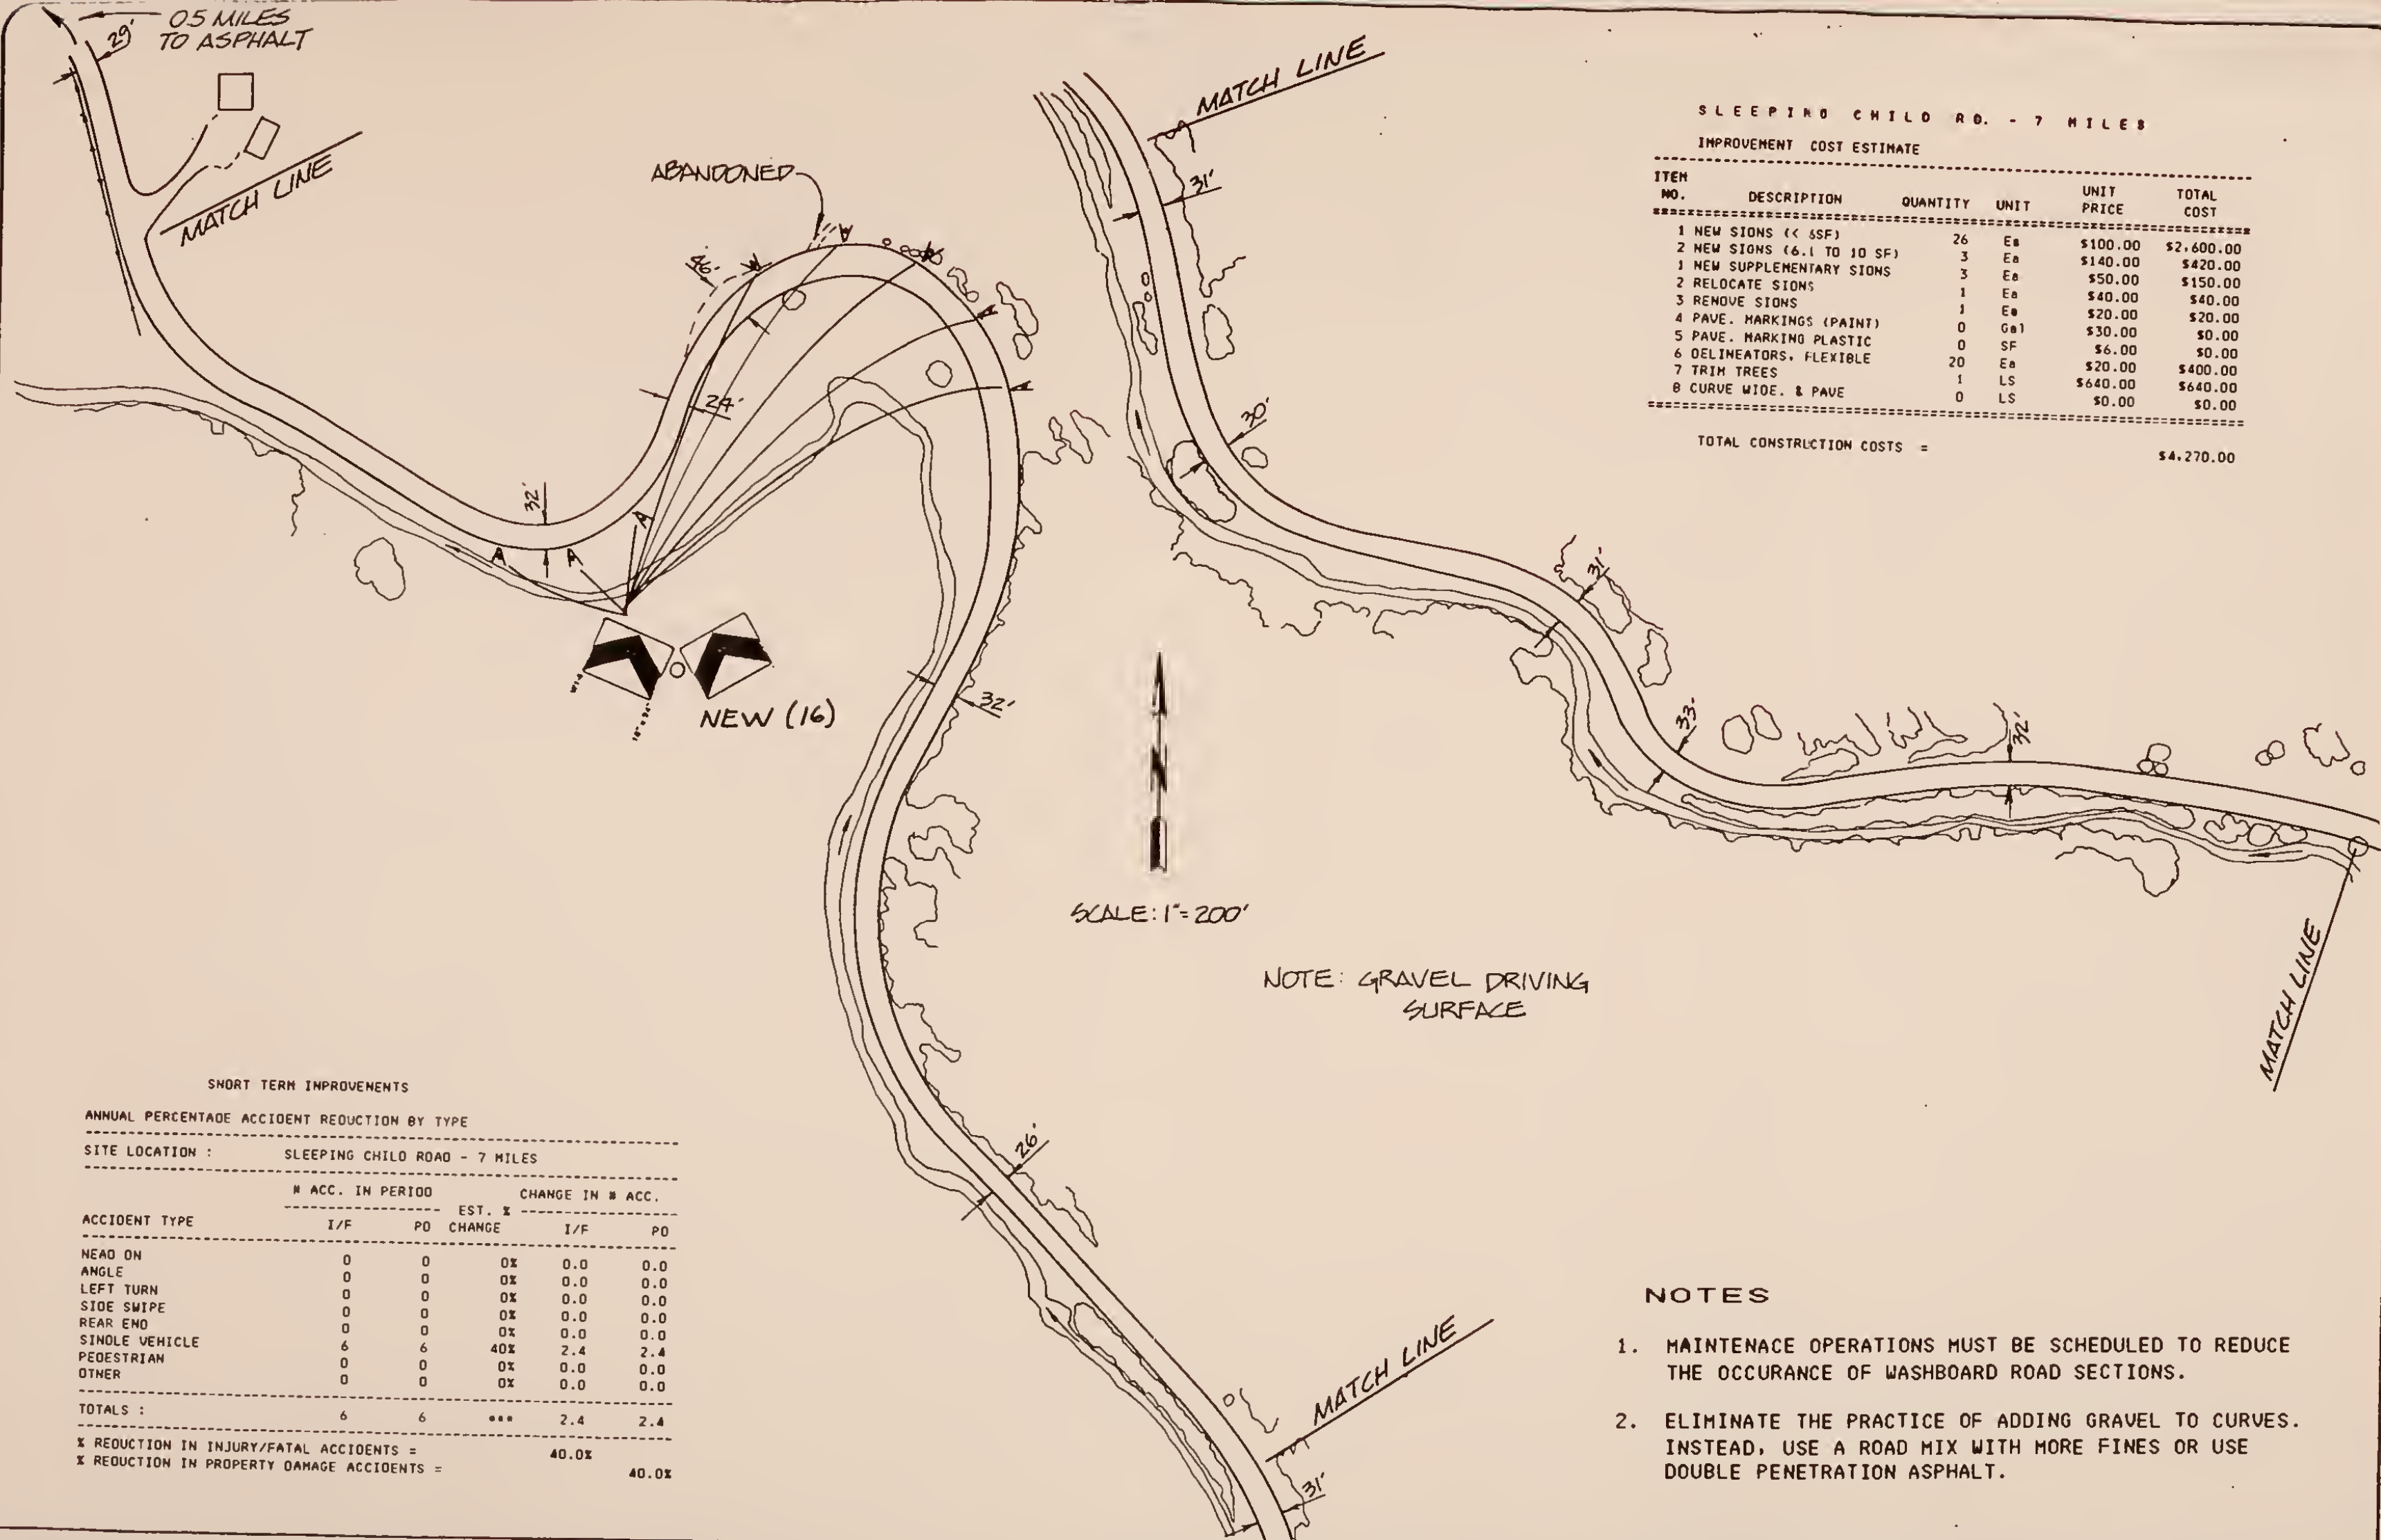 05 MILES
TO ASPHALT
29'
MATCH LINE
ABANDONED
46'
24'
32'
A
A
A
A
A
A
A
NEW (16)
32'
26'
MATCH LINE
31'
MATCH LINE
31'
30'
31'
33'
32'
MATCH LINE
N
SCALE: 1"=200'
NOTE: GRAVEL DRIVING
SURFACE
SLEEPING CHILD RD. - 7 MILES
IMPROVEMENT COST ESTIMATE
ITEM NO. DESCRIPTION QUANTITY UNIT UNIT PRICE TOTAL COST
1 NEW SIGNS (< 6SF) 26 Ea $100.00 $2,600.00
2 NEW SIGNS (6.1 TO 10 SF) 3 Ea $140.00 $420.00
1 NEW SUPPLEMENTARY SIGNS 3 Ea $50.00 $150.00
2 RELOCATE SIGNS 1 Ea $40.00 $40.00
3 REMOVE SIGNS 1 Ea $20.00 $20.00
4 PAVE. MARKINGS (PAINT) 0 Gal $30.00 $0.00
5 PAVE. MARKING PLASTIC 0 SF $6.00 $0.00
6 DELINEATORS, FLEXIBLE 20 Ea $20.00 $400.00
7 TRIM TREES 1 LS $640.00 $640.00
8 CURVE WIDE. & PAVE 0 LS $0.00 $0.00
TOTAL CONSTRUCTION COSTS = $4,270.00
SHORT TERM IMPROVEMENTS
ANNUAL PERCENTAGE ACCIDENT REDUCTION BY TYPE
SITE LOCATION : SLEEPING CHILD ROAD - 7 MILES
# ACC. IN PERIOD CHANGE IN # ACC.
EST. %
ACCIDENT TYPE I/F PD CHANGE I/F PD
HEAD ON 0 0 0% 0.0 0.0
ANGLE 0 0 0% 0.0 0.0
LEFT TURN 0 0 0% 0.0 0.0
SIDE SWIPE 0 0 0% 0.0 0.0
REAR END 0 0 0% 0.0 0.0
SINGLE VEHICLE 6 6 40% 2.4 2.4
PEDESTRIAN 0 0 0% 0.0 0.0
OTHER 0 0 0% 0.0 0.0
TOTALS : 6 6 *** 2.4 2.4
% REDUCTION IN INJURY/FATAL ACCIDENTS = 40.0%
% REDUCTION IN PROPERTY DAMAGE ACCIDENTS = 40.0%
NOTES
1. MAINTENACE OPERATIONS MUST BE SCHEDULED TO REDUCE
THE OCCURANCE OF WASHBOARD ROAD SECTIONS.
2. ELIMINATE THE PRACTICE OF ADDING GRAVEL TO CURVES.
INSTEAD, USE A ROAD MIX WITH MORE FINES OR USE
DOUBLE PENETRATION ASPHALT.